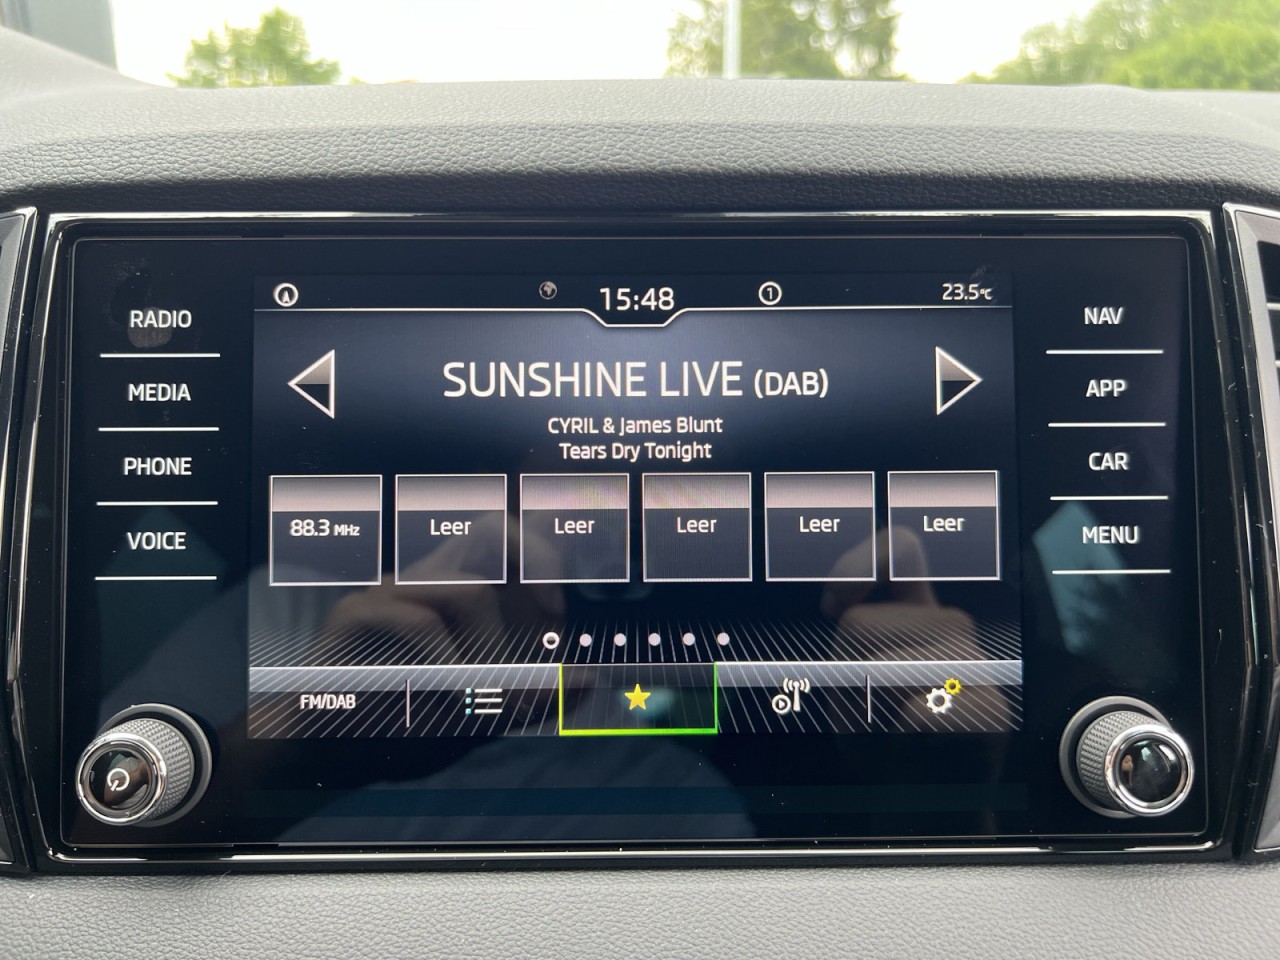 15:48
1
23.5°C
RADIO
MEDIA
PHONE
VOICE
SUNSHINE LIVE (DAB)
CYRIL & James Blunt
Tears Dry Tonight
88.3 MHz
Leer
Leer
Leer
Leer
Leer
FM/DAB
NAV
APP
CAR
MENU